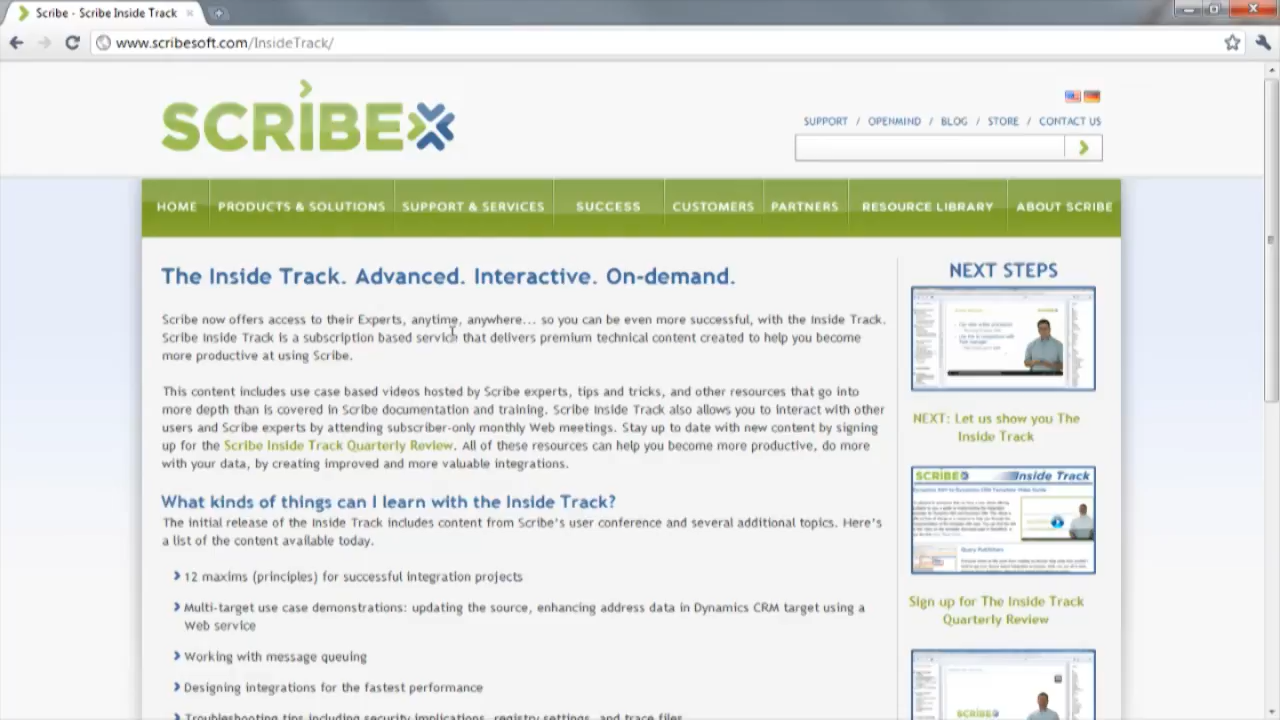 Scribe - Scribe Inside Track
www.scribesoft.com/InsideTrack/
SCRIBE
SUPPORT / OPENMIND / BLOG / STORE / CONTACT US
HOME
PRODUCTS & SOLUTIONS
SUPPORT & SERVICES
SUCCESS
CUSTOMERS
PARTNERS
RESOURCE LIBRARY
ABOUT SCRIBE
The Inside Track. Advanced. Interactive. On-demand.
Scribe now offers access to their Experts, anytime, anywhere... so you can be even more successful, with the Inside Track.
Scribe Inside Track is a subscription based service that delivers premium technical content created to help you become
more productive at using Scribe.
This content includes use case based videos hosted by Scribe experts, tips and tricks, and other resources that go into
more depth than is covered in Scribe documentation and training. Scribe Inside Track also allows you to interact with other
users and Scribe experts by attending subscriber-only monthly Web meetings. Stay up to date with new content by signing
up for the Scribe Inside Track Quarterly Review. All of these resources can help you become more productive, do more
with your data, by creating improved and more valuable integrations.
What kinds of things can I learn with the Inside Track?
The initial release of the Inside Track includes content from Scribe's user conference and several additional topics. Here's
a list of the content available today.
12 maxims (principles) for successful integration projects
Multi-target use case demonstrations: updating the source, enhancing address data in Dynamics CRM target using a
Web service
Working with message queuing
Designing integrations for the fastest performance
Troubleshooting tips including security implications, registry settings, and trace files
NEXT STEPS
NEXT: Let us show you The
Inside Track
SCRIBE Inside Track
Sign up for The Inside Track
Quarterly Review
SCRIBE